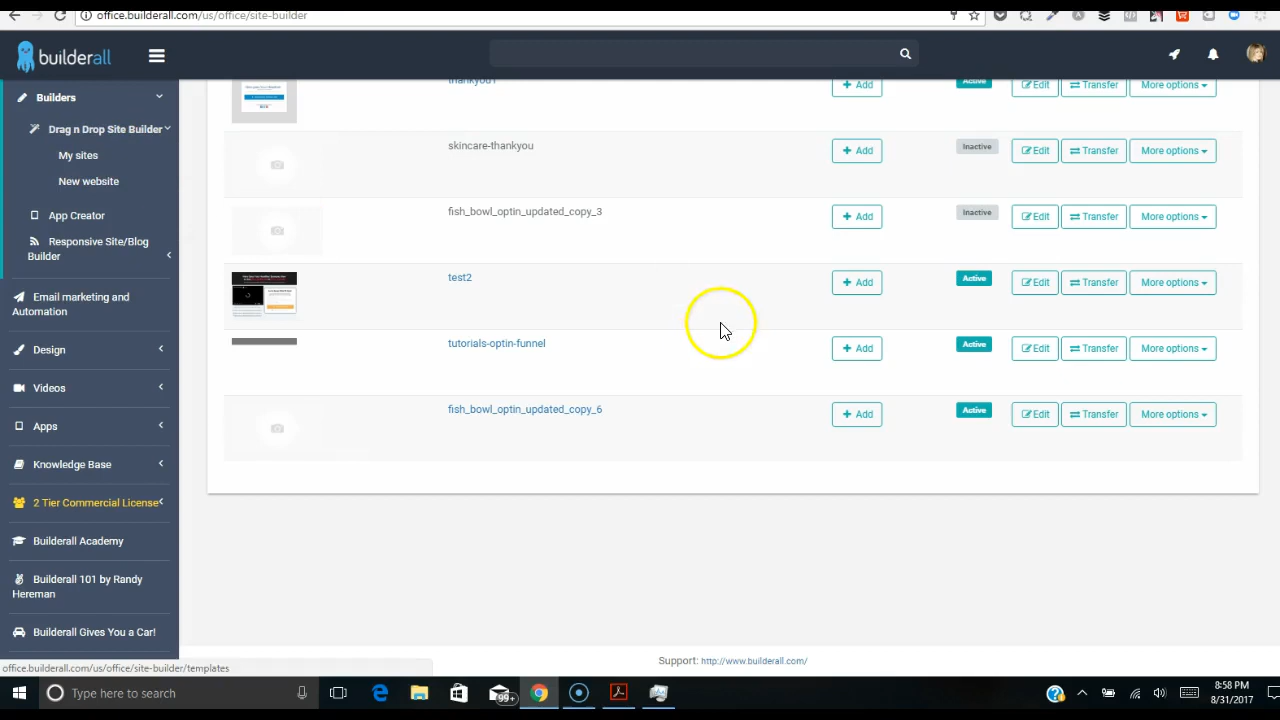 office.builderall.com/us/office/site-builder
builderall
Builders
Drag n Drop Site Builder
My sites
New website
App Creator
Responsive Site/Blog
Builder
Email marketing and
Automation
Design
Videos
Apps
Knowledge Base
2 Tier Commercial License
Builderall Academy
Builderall 101 by Randy
Hereman
Builderall Gives You a Car!
thankyou1 Add Active Edit Transfer More options
skincare-thankyou Add Inactive Edit Transfer More options
fish_bowl_optin_updated_copy_3 Add Inactive Edit Transfer More options
test2 Add Active Edit Transfer More options
tutorials-optin-funnel Add Active Edit Transfer More options
fish_bowl_optin_updated_copy_6 Add Active Edit Transfer More options
Support: http://www.builderall.com/
office.builderall.com/us/office/site-builder/templates
Type here to search
99+
8:58 PM
8/31/2017